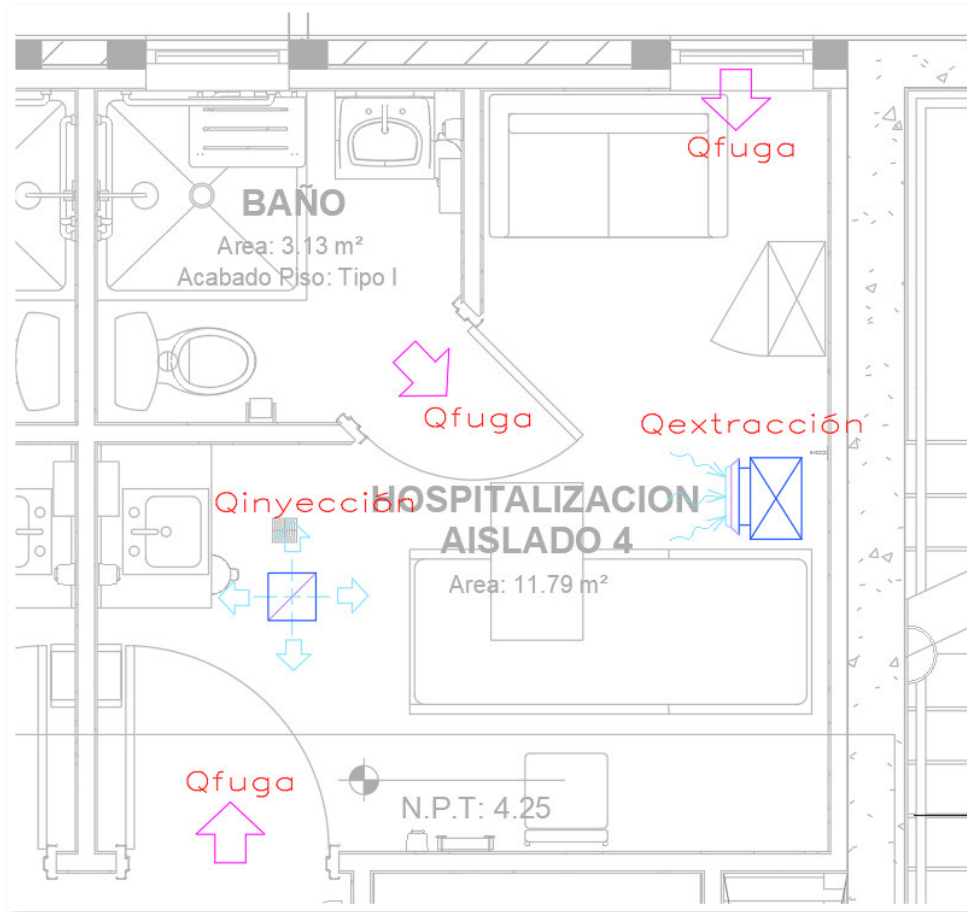 Qfuga
BAÑO
Area: 3.13 m²
Acabado Piso: Tipo I
Qfuga
Qextracción
Qinyección
HOSPITALIZACION
AISLADO 4
Area: 11.79 m²
Qfuga
N.P.T: 4.25